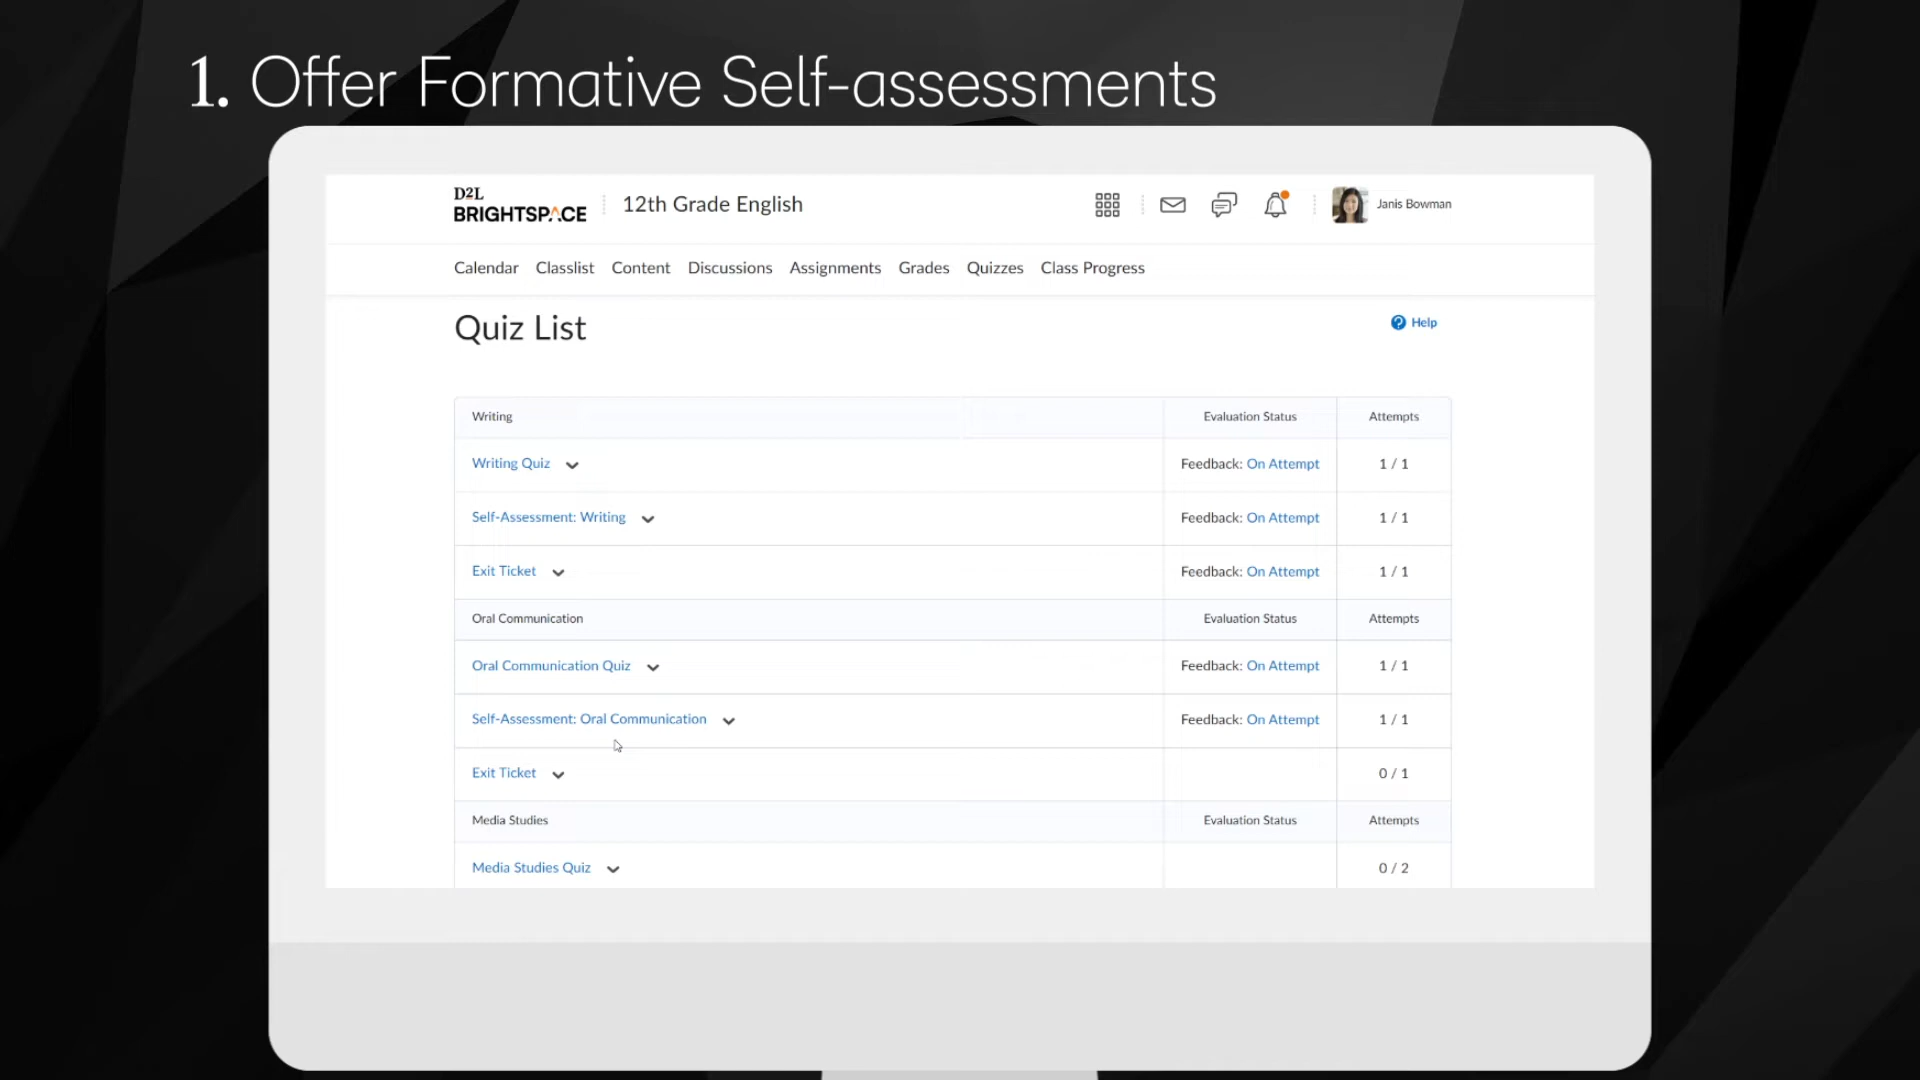 1. Offer Formative Self-assessments
D2L
BRIGHTSPACE
12th Grade English
Janis Bowman
Calendar Classlist Content Discussions Assignments Grades Quizzes Class Progress
Quiz List
? Help
Writing Evaluation Status Attempts
Writing Quiz Feedback: On Attempt 1 / 1
Self-Assessment: Writing Feedback: On Attempt 1 / 1
Exit Ticket Feedback: On Attempt 1 / 1
Oral Communication Evaluation Status Attempts
Oral Communication Quiz Feedback: On Attempt 1 / 1
Self-Assessment: Oral Communication Feedback: On Attempt 1 / 1
Exit Ticket 0 / 1
Media Studies Evaluation Status Attempts
Media Studies Quiz 0 / 2